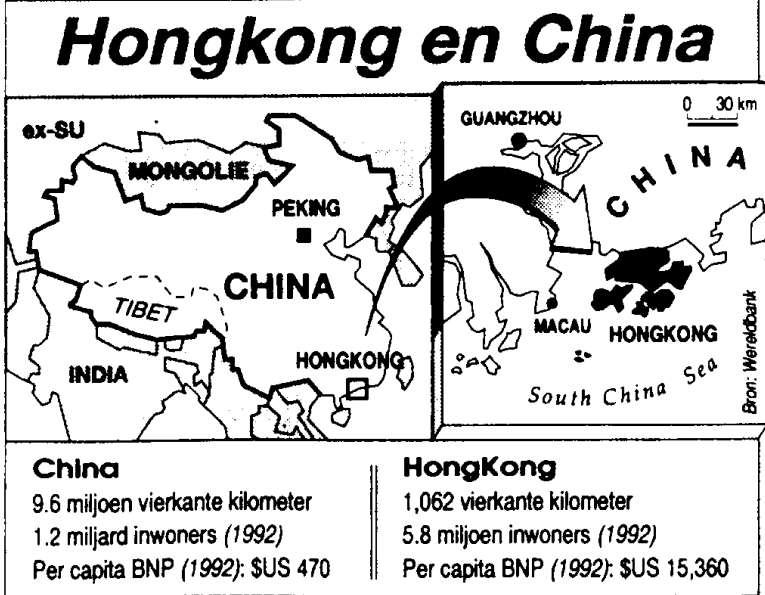 Hongkong en China
ex-SU
MONGOLIE
PEKING
CHINA
TIBET
INDIA
HONGKONG
0 30 km
GUANGZHOU
CHINA
MACAU
HONGKONG
South China Sea
Bron: Wereldbank
China
9.6 miljoen vierkante kilometer
1.2 miljard inwoners (1992)
Per capita BNP (1992): $US 470
HongKong
1,062 vierkante kilometer
5.8 miljoen inwoners (1992)
Per capita BNP (1992): $US 15,360